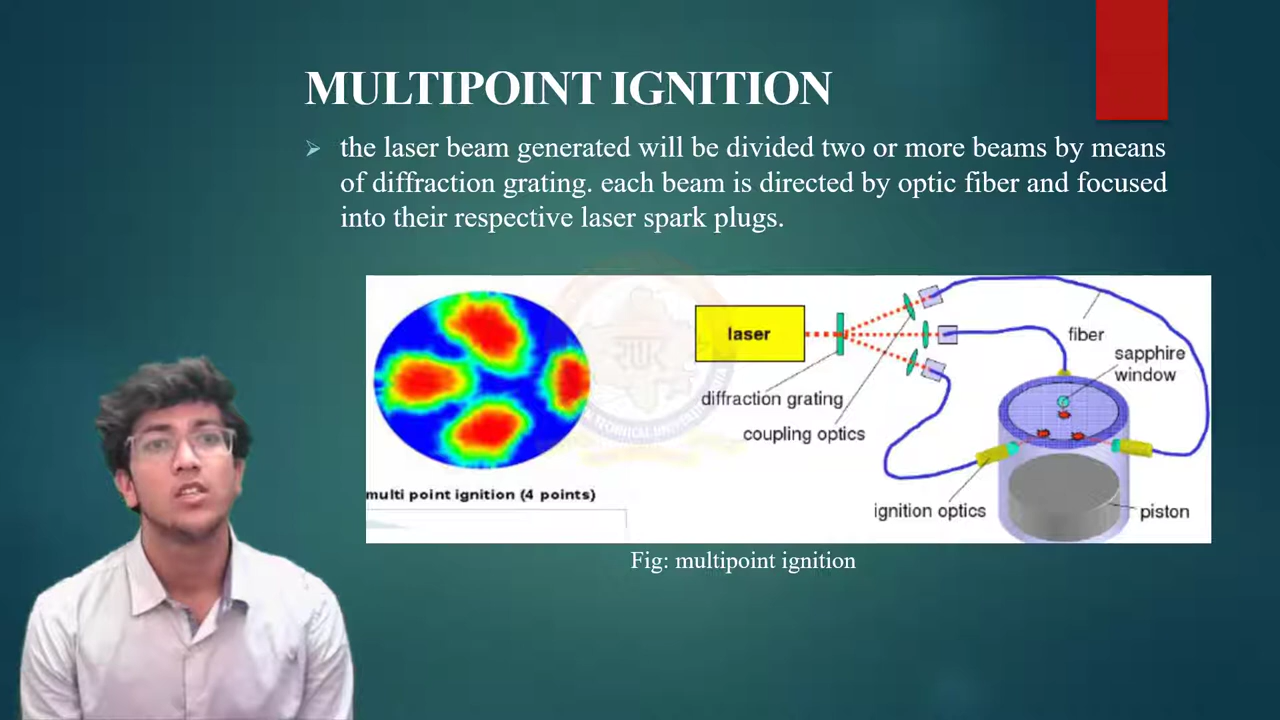 MULTIPOINT IGNITION
the laser beam generated will be divided two or more beams by means
of diffraction grating. each beam is directed by optic fiber and focused
into their respective laser spark plugs.
laser
fiber
sapphire
window
diffraction grating
coupling optics
multi point ignition (4 points)
ignition optics
piston
Fig: multipoint ignition